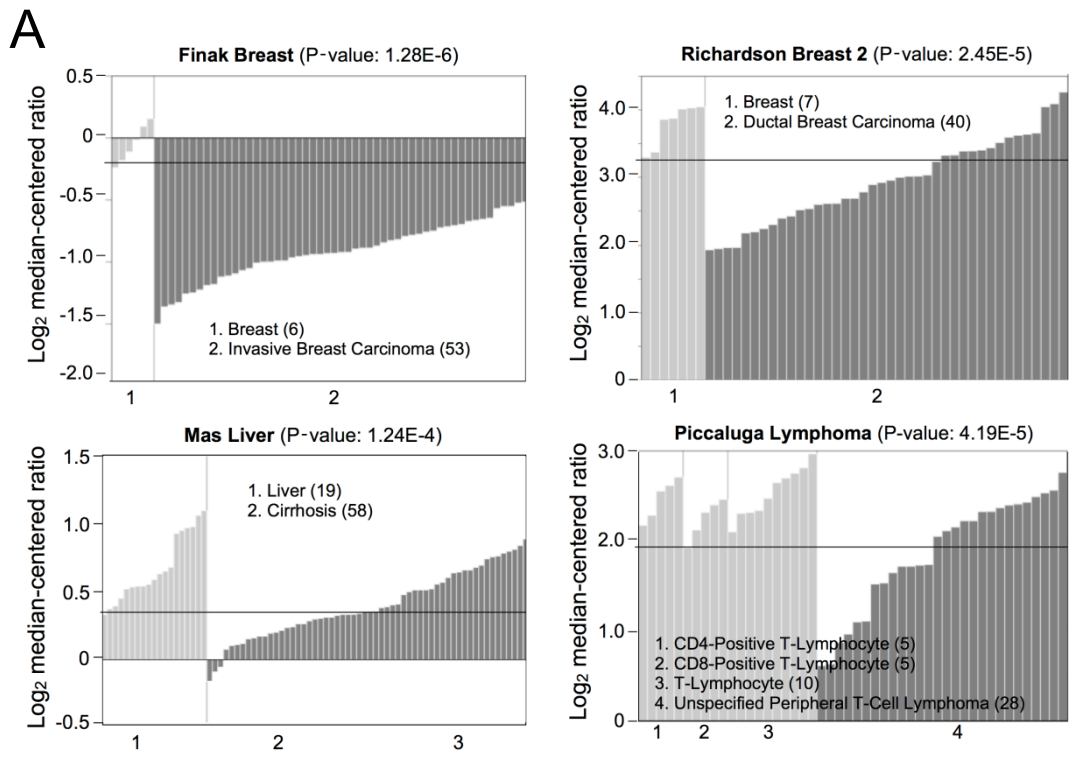 A
Finak Breast (P-value: 1.28E-6)
Log2 median-centered ratio
0.5
0
-0.5
-1.0
-1.5
-2.0
1. Breast (6)
2. Invasive Breast Carcinoma (53)
1 2
Richardson Breast 2 (P-value: 2.45E-5)
Log2 median-centered ratio
4.0
3.0
2.0
1.0
0
1. Breast (7)
2. Ductal Breast Carcinoma (40)
1 2
Mas Liver (P-value: 1.24E-4)
Log2 median-centered ratio
1.5
1.0
0.5
0
-0.5
1. Liver (19)
2. Cirrhosis (58)
1 2 3
Piccaluga Lymphoma (P-value: 4.19E-5)
Log2 median-centered ratio
3.0
2.0
1.0
0
1. CD4-Positive T-Lymphocyte (5)
2. CD8-Positive T-Lymphocyte (5)
3. T-Lymphocyte (10)
4. Unspecified Peripheral T-Cell Lymphoma (28)
1 2 3 4